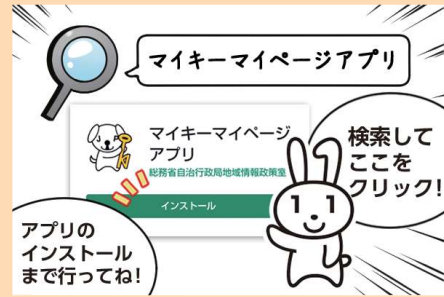 マイキーマイページアプリ
マイキーマイページ
アプリ
総務省自治行政局地域情報政策室
インストール
検索して
ここを
クリック!
アプリの
インストール
まで行ってね!